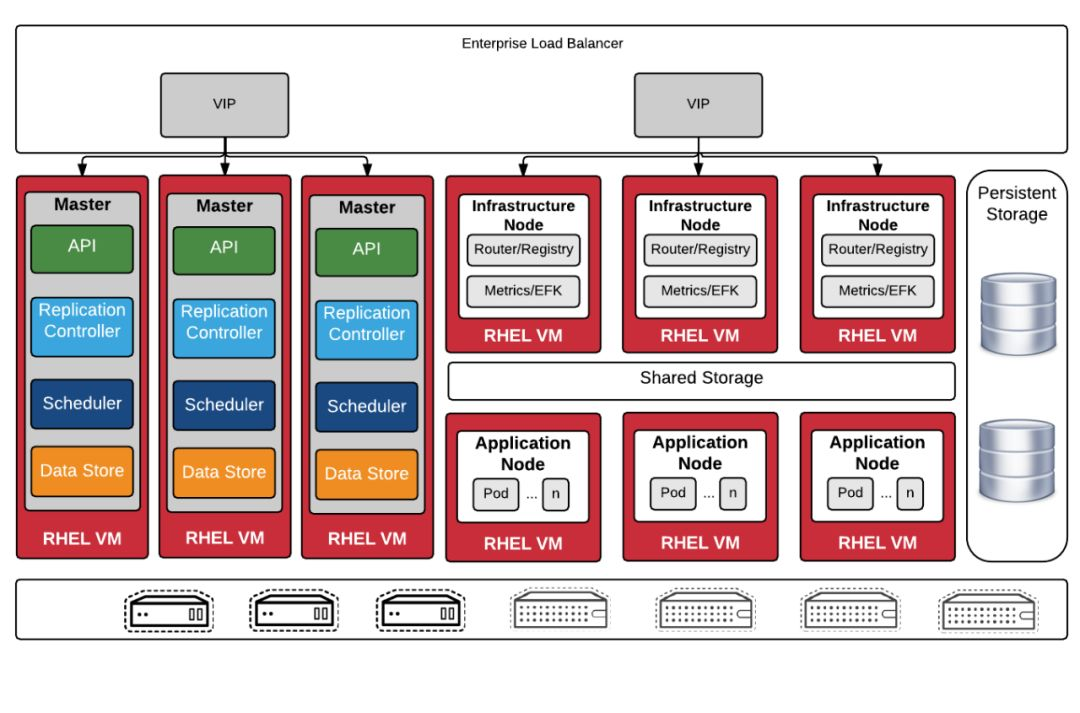 Enterprise Load Balancer
VIP
VIP
Master
API
Replication
Controller
Scheduler
Data Store
RHEL VM
Master
API
Replication
Controller
Scheduler
Data Store
RHEL VM
Master
API
Replication
Controller
Scheduler
Data Store
RHEL VM
Infrastructure
Node
Router/Registry
Metrics/EFK
RHEL VM
Infrastructure
Node
Router/Registry
Metrics/EFK
RHEL VM
Infrastructure
Node
Router/Registry
Metrics/EFK
RHEL VM
Shared Storage
Application
Node
Pod ... n
RHEL VM
Application
Node
Pod ... n
RHEL VM
Application
Node
Pod ... n
RHEL VM
Persistent
Storage